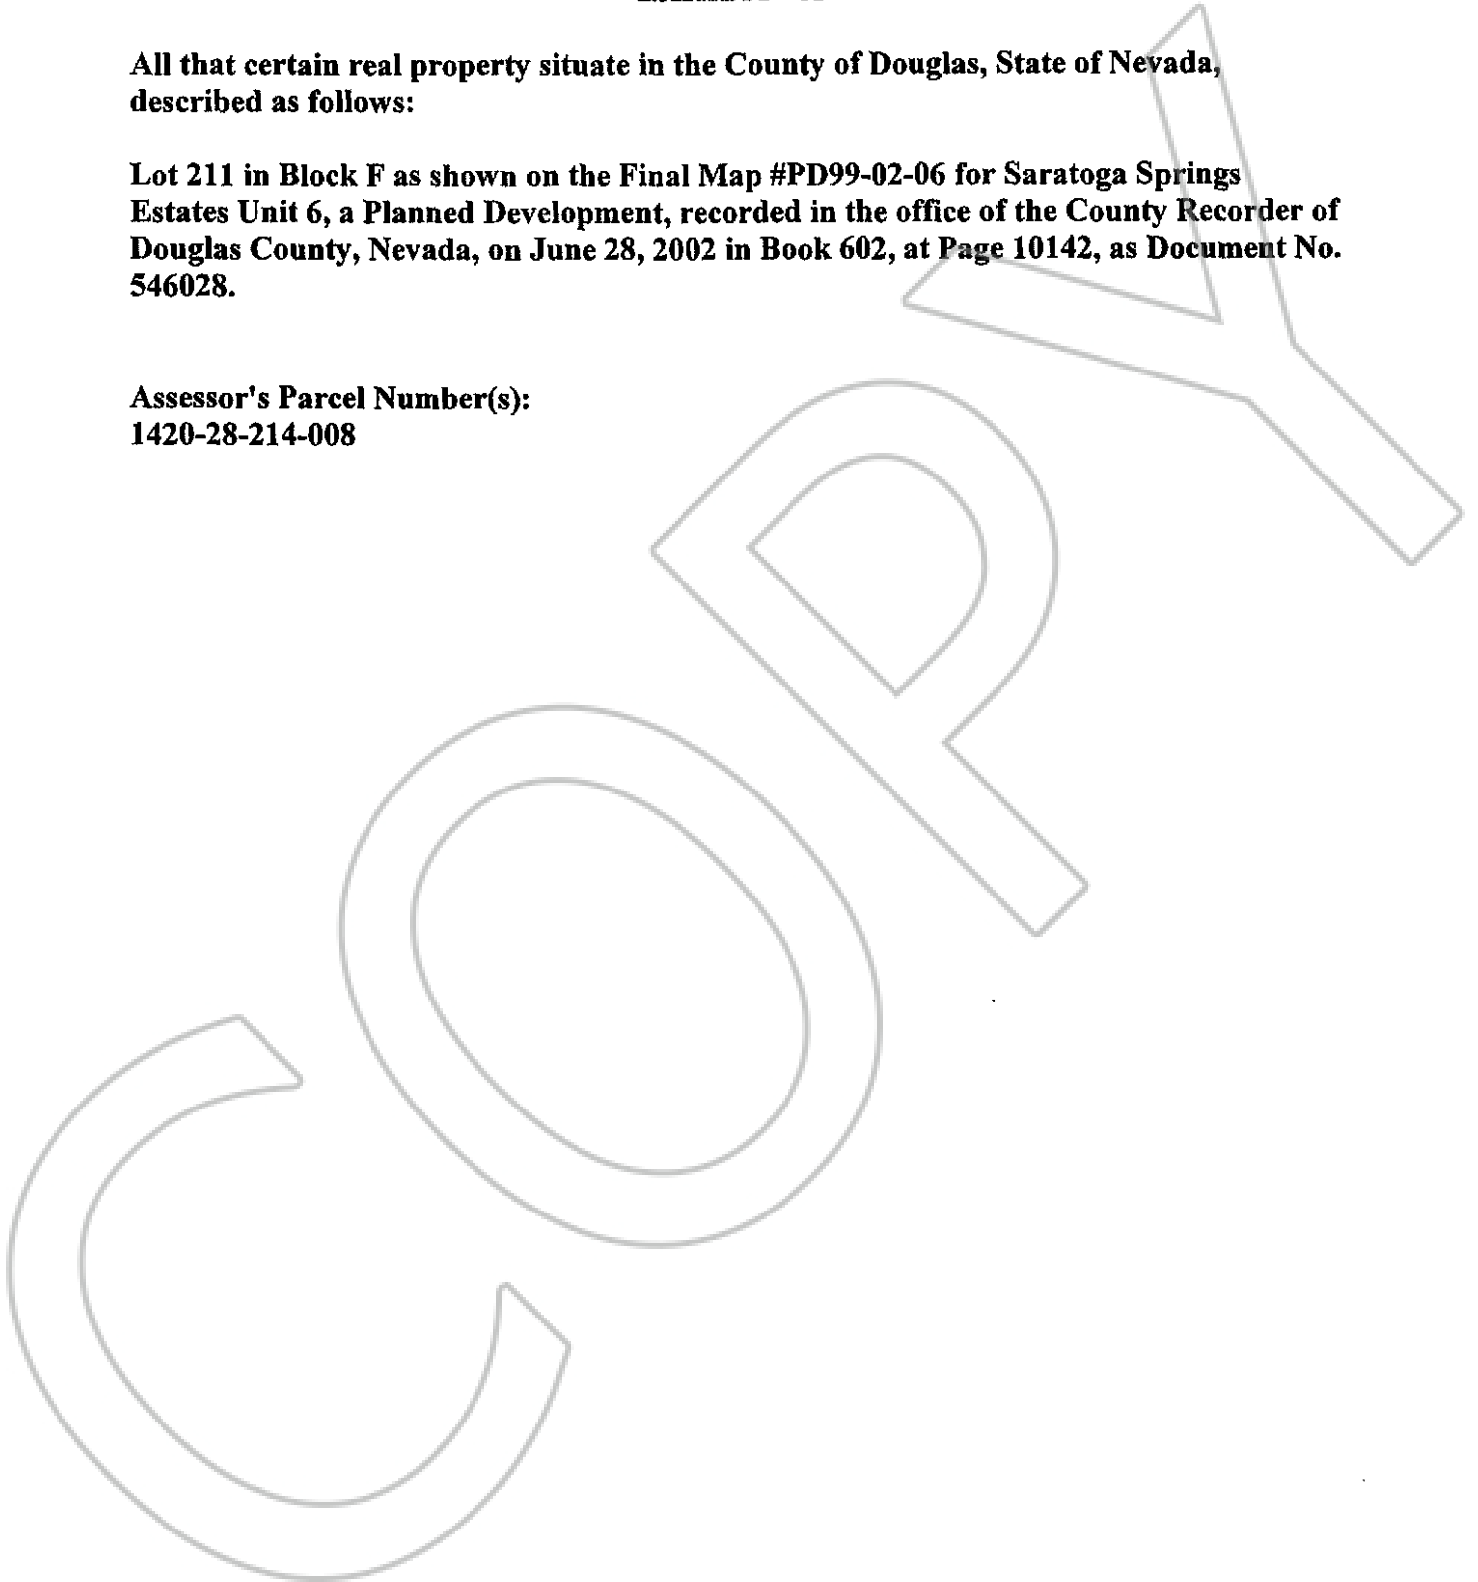 All that certain real property situate in the County of Douglas, State of Nevada,
described as follows:
Lot 211 in Block F as shown on the Final Map #PD99-02-06 for Saratoga Springs
Estates Unit 6, a Planned Development, recorded in the office of the County Recorder of
Douglas County, Nevada, on June 28, 2002 in Book 602, at Page 10142, as Document No.
546028.
Assessor's Parcel Number(s):
1420-28-214-008
COPY